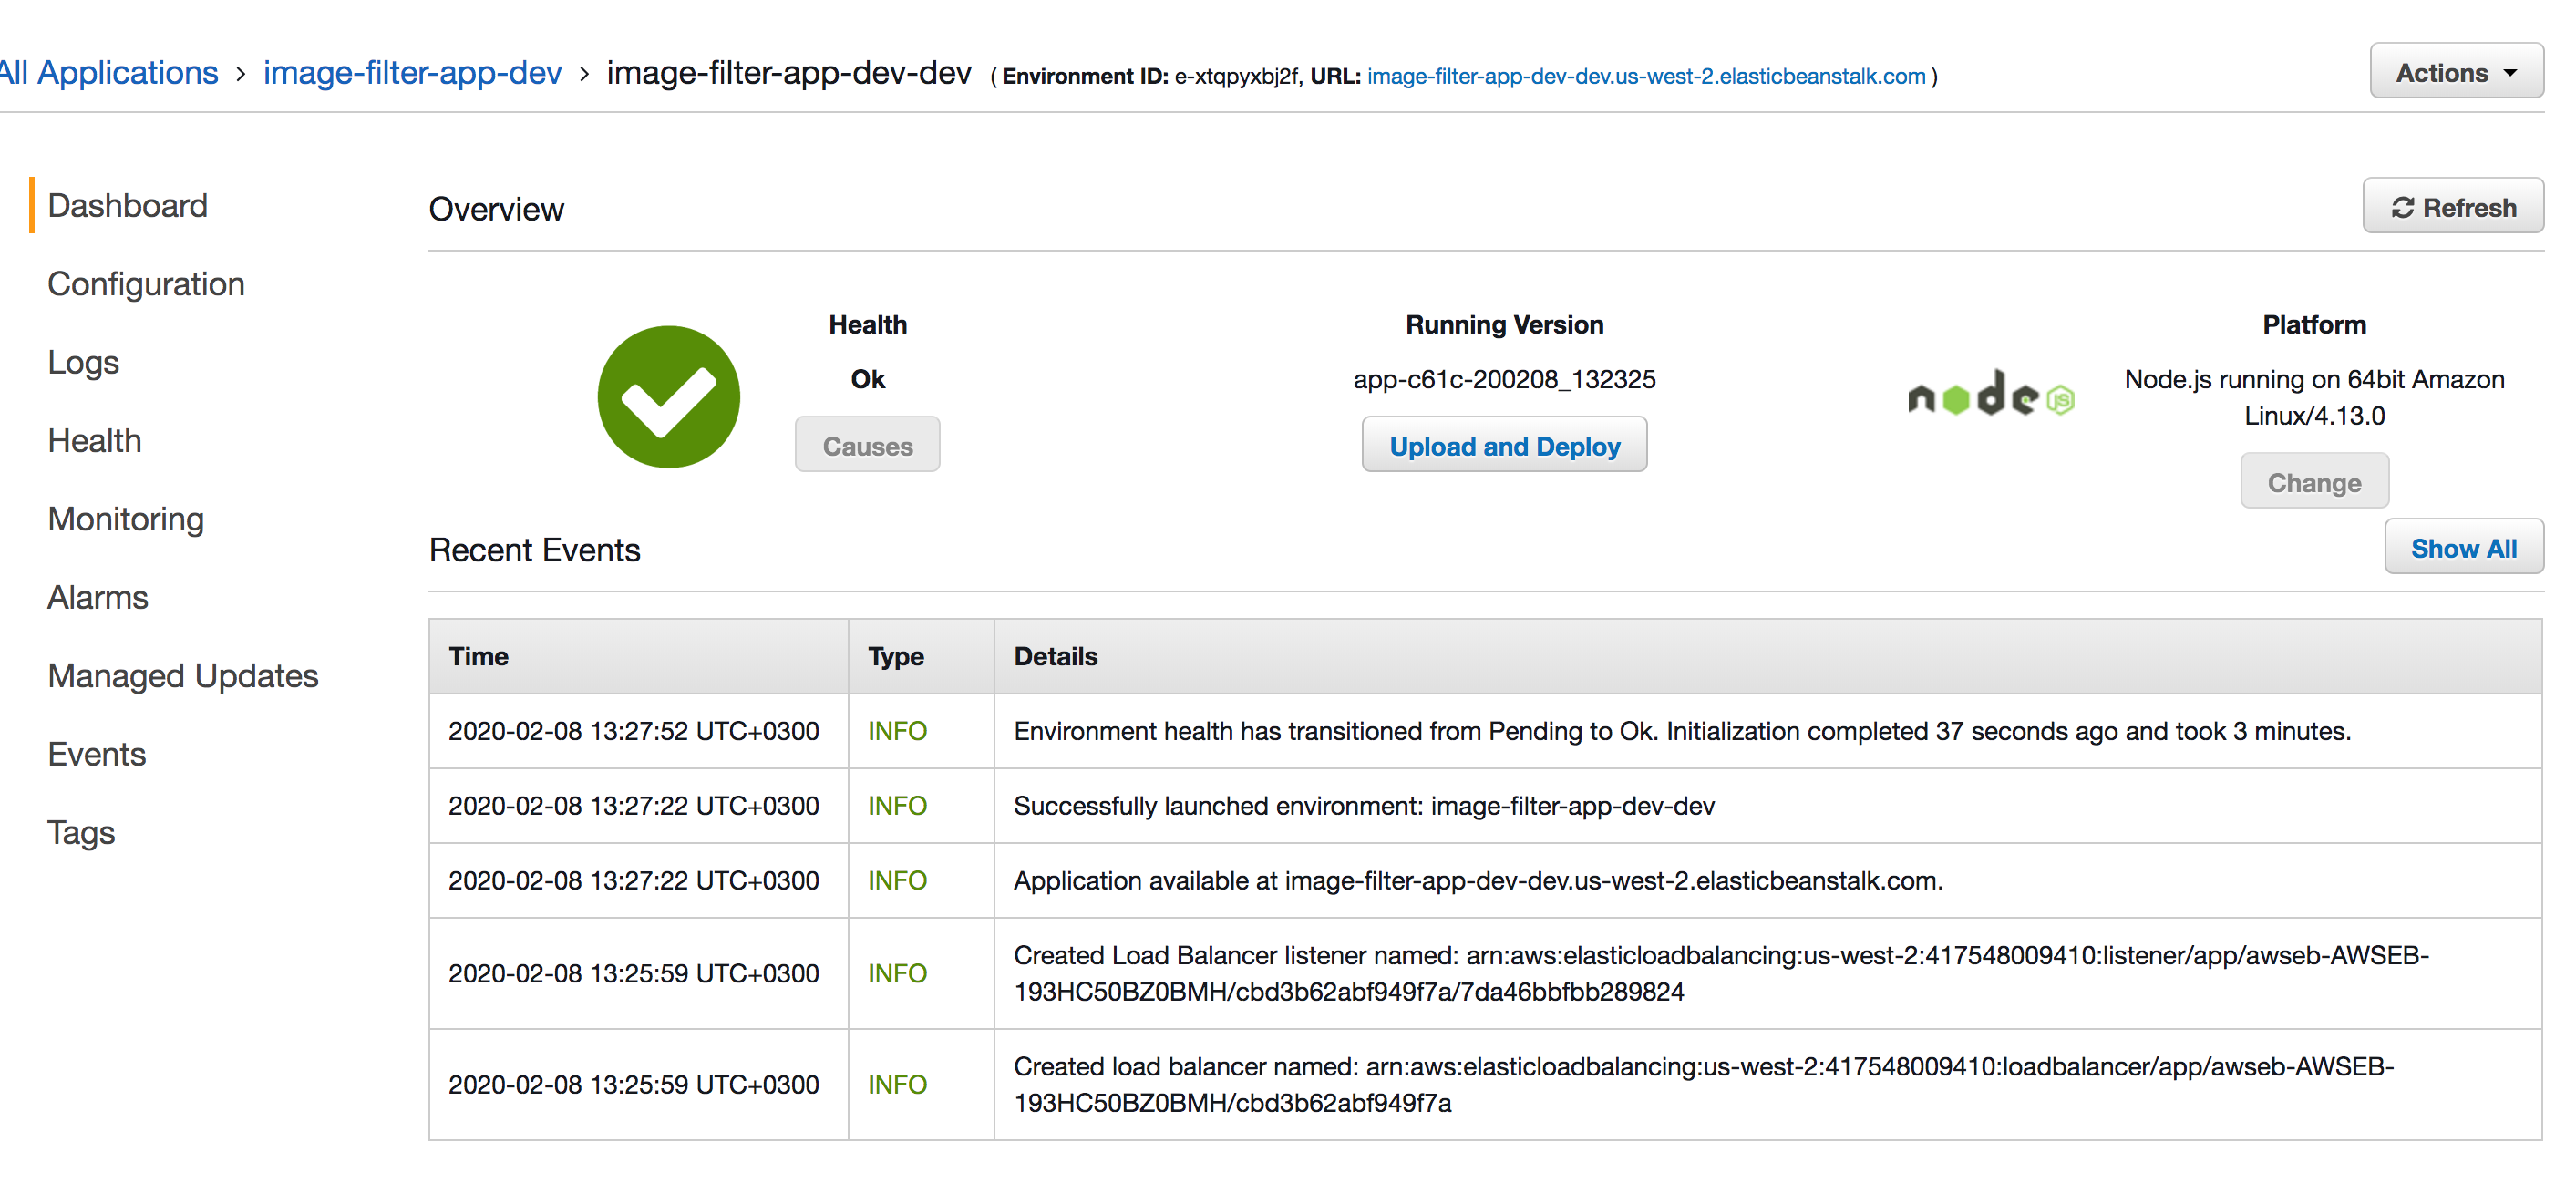 All Applications > image-filter-app-dev > image-filter-app-dev-dev ( Environment ID: e-xtqpyxbj2f, URL: image-filter-app-dev-dev.us-west-2.elasticbeanstalk.com )
Actions
Dashboard
Configuration
Logs
Health
Monitoring
Alarms
Managed Updates
Events
Tags
Overview
Refresh
Health
Ok
Causes
Running Version
app-c61c-200208_132325
Upload and Deploy
node JS
Platform
Node.js running on 64bit Amazon
Linux/4.13.0
Change
Recent Events
Show All
Time Type Details
2020-02-08 13:27:52 UTC+0300 INFO Environment health has transitioned from Pending to Ok. Initialization completed 37 seconds ago and took 3 minutes.
2020-02-08 13:27:22 UTC+0300 INFO Successfully launched environment: image-filter-app-dev-dev
2020-02-08 13:27:22 UTC+0300 INFO Application available at image-filter-app-dev-dev.us-west-2.elasticbeanstalk.com.
2020-02-08 13:25:59 UTC+0300 INFO Created Load Balancer listener named: arn:aws:elasticloadbalancing:us-west-2:417548009410:listener/app/awseb-AWSEB-
193HC50BZ0BMH/cbd3b62abf949f7a/7da46bbfbb289824
2020-02-08 13:25:59 UTC+0300 INFO Created load balancer named: arn:aws:elasticloadbalancing:us-west-2:417548009410:loadbalancer/app/awseb-AWSEB-
193HC50BZ0BMH/cbd3b62abf949f7a